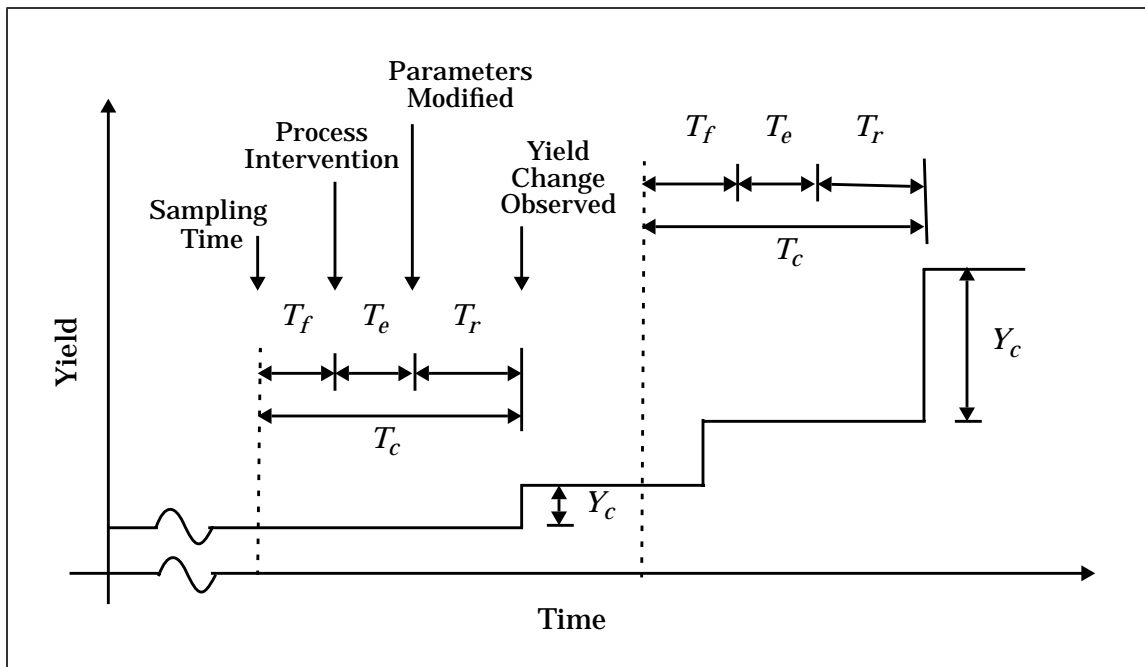 Parameters
Modified
Process
Intervention
Yield
Change
Observed
Sampling
Time
T_f T_e T_r
T_c
T_f T_e T_r
T_c
Y_c
Y_c
Yield
Time